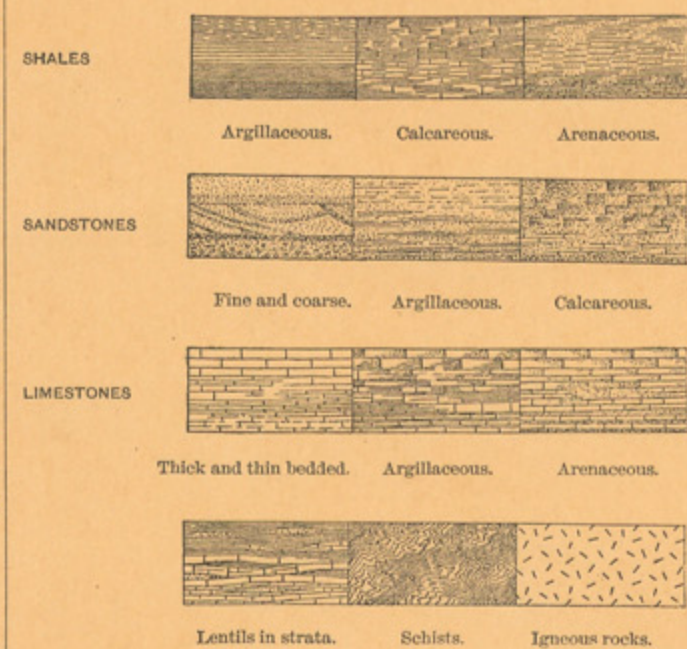 SHALES
Argillaceous. Calcareous. Arenaceous.
SANDSTONES
Fine and coarse. Argillaceous. Calcareous.
LIMESTONES
Thick and thin bedded. Argillaceous. Arenaceous.
Lentils in strata. Schists. Igneous rocks.